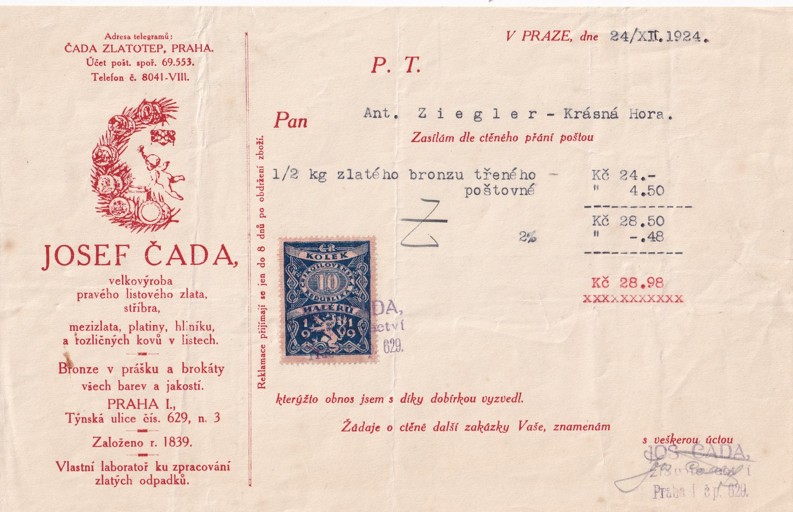 Adresa telegramů:
ČADA ZLATOTEP, PRAHA.
Účet pošt. spoř. 69.553.
Telefon č. 8041-VIII.
JOSEF ČADA,
velkovýroba
pravého listového zlata,
stříbra,
mezizlata, platiny, hliníku,
a rozličných kovů v listech.
Bronze v prášku a brokáty
všech barev a jakostí.
PRAHA I.,
Týnská ulice čís. 629, n. 3
Založeno r. 1839.
Vlastní laboratoř ku zpracování
zlatých odpadků.
Reklamace přijímají se jen do 8 dnů po obdržení zboží.
V PRAZE, dne 24/XII.1924.
P. T.
Pan Ant. Ziegler - Krásná Hora.
Zasílám dle ctěného přání poštou
1/2 kg zlatého bronzu třeného - Kč 24.-
poštovné " 4.50
Kč 28.50
2% " -.48
Kč 28.98
xxxxxxxxxxx
KOLEK
10
HALÉŘŮ
1919
629.
kterýžto obnos jsem s díky dobírkou vyzvedl.
Žádaje o ctěné další zakázky Vaše, znamenám
s veškerou úctou
JOS. ČADA,
Praha I čp. 629.